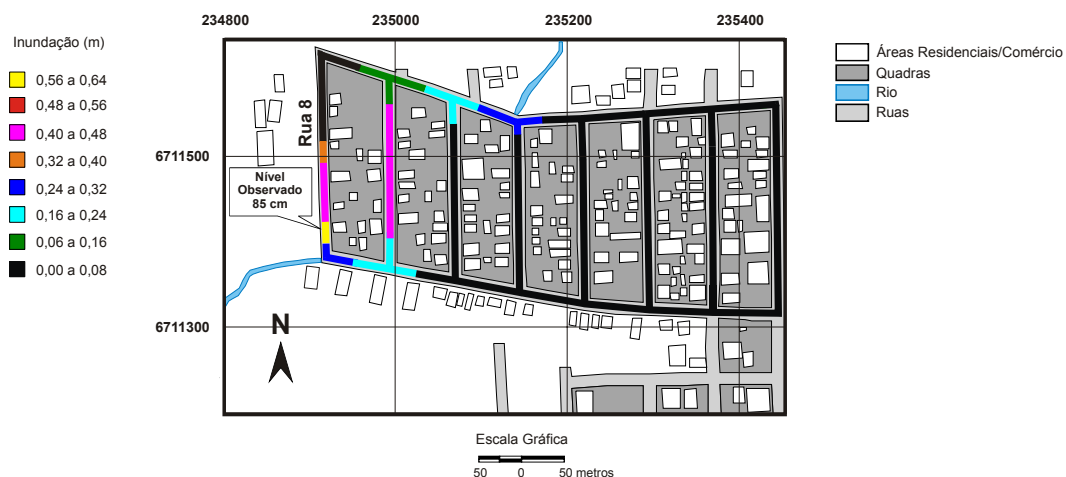 234800
235000
235200
235400
Inundação (m)
0,56 a 0,64
0,48 a 0,56
0,40 a 0,48
0,32 a 0,40
0,24 a 0,32
0,16 a 0,24
0,06 a 0,16
0,00 a 0,08
Áreas Residenciais/Comércio
Quadras
Rio
Ruas
Rua 8
6711500
Nível
Observado
85 cm
6711300
N
Escala Gráfica
50 0 50 metros